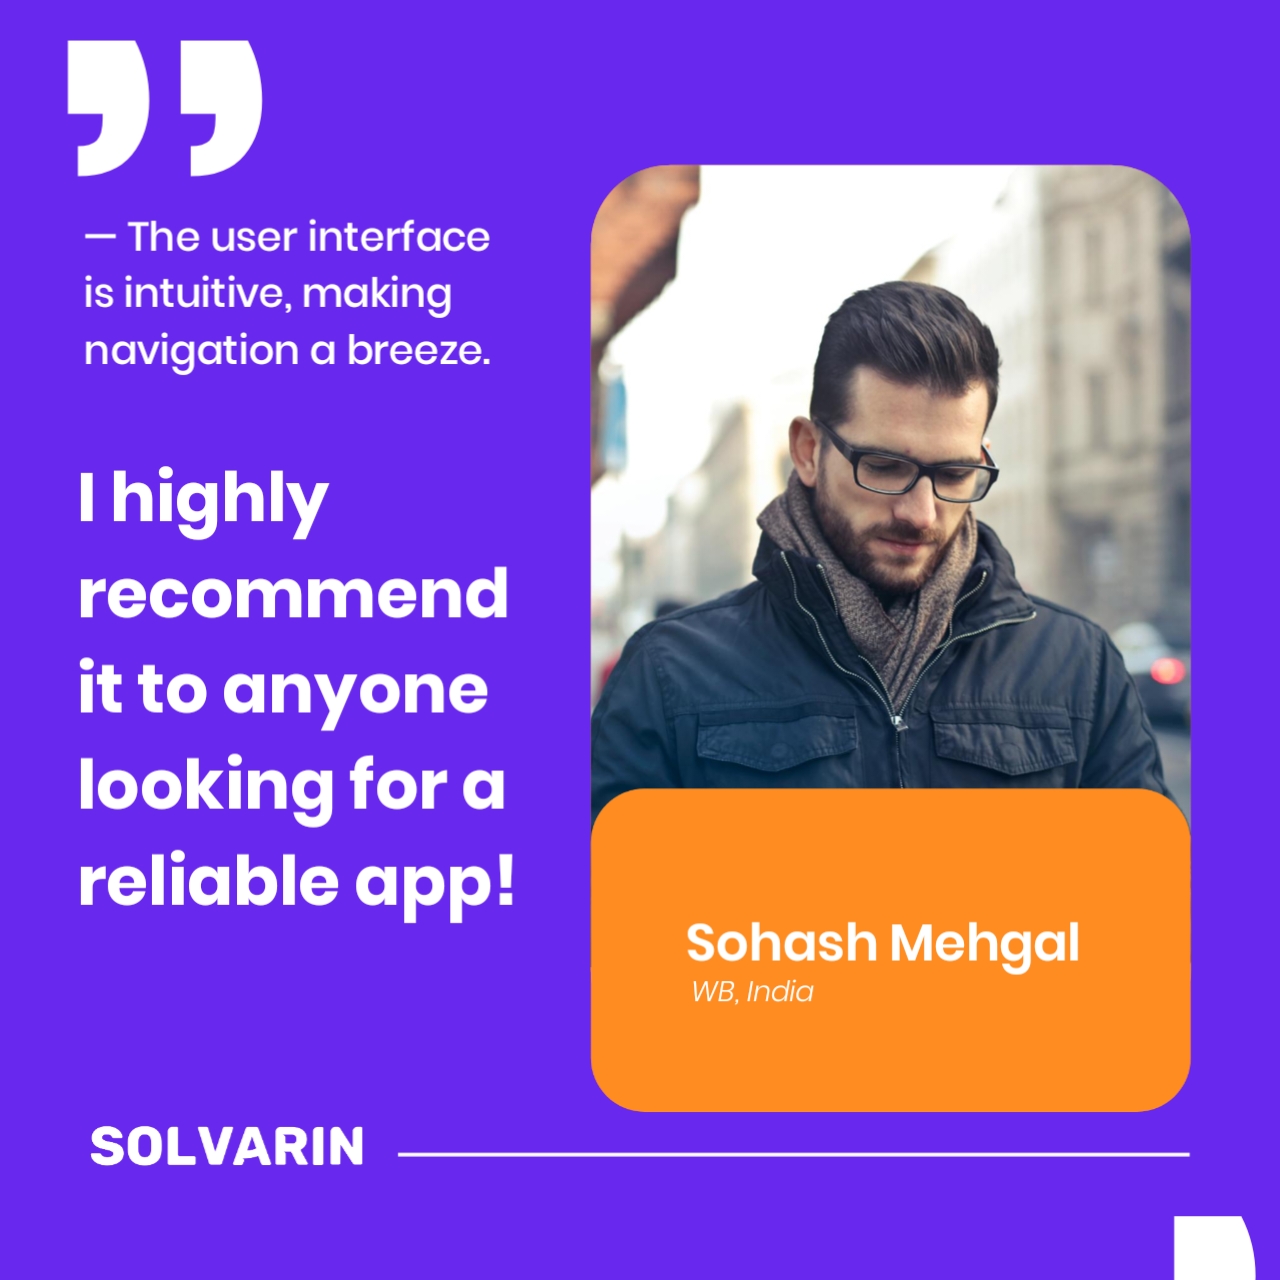 ”
— The user interface
is intuitive, making
navigation a breeze.
I highly
recommend
it to anyone
looking for a
reliable app!
Sohash Mehgal
WB, India
SOLVARIN